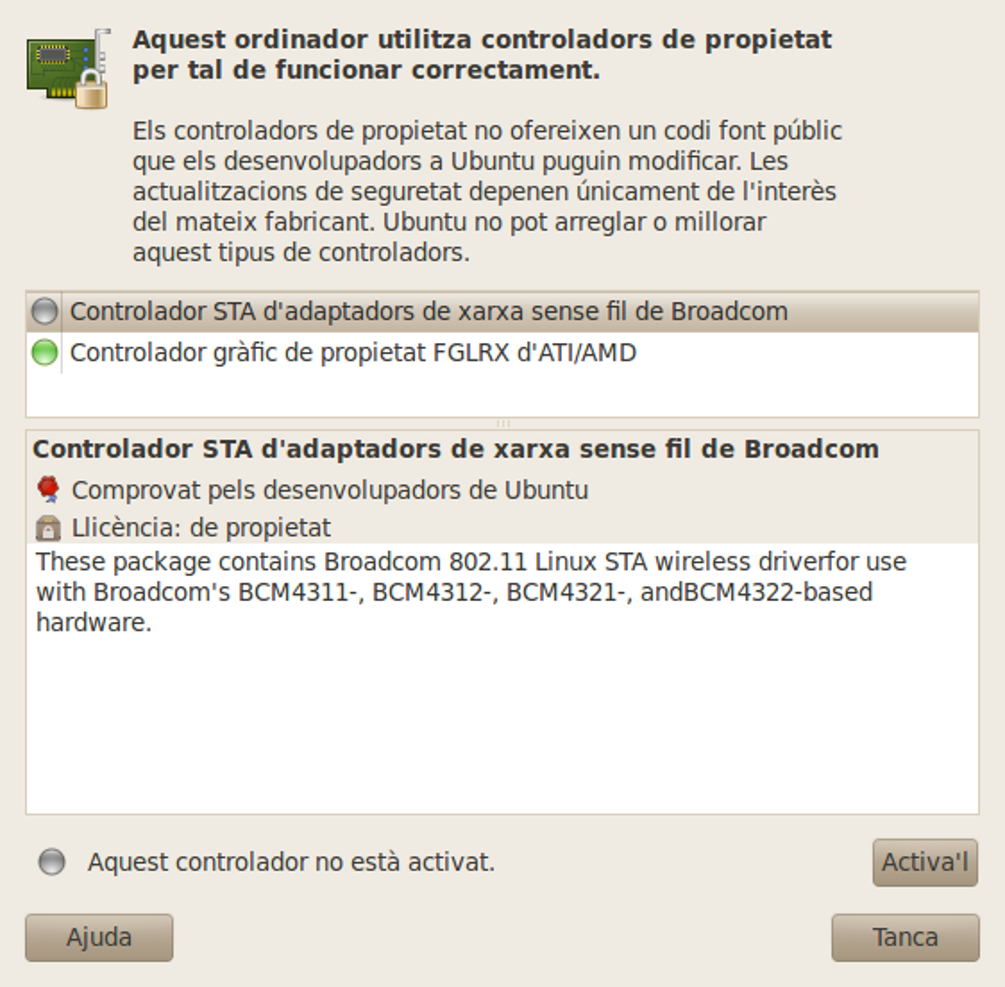 Aquest ordinador utilitza controladors de propietat
per tal de funcionar correctament.
Els controladors de propietat no ofereixen un codi font públic
que els desenvolupadors a Ubuntu puguin modificar. Les
actualitzacions de seguretat depenen únicament de l'interès
del mateix fabricant. Ubuntu no pot arreglar o millorar
aquest tipus de controladors.
Controlador STA d'adaptadors de xarxa sense fil de Broadcom
Controlador gràfic de propietat FGLRX d'ATI/AMD
Controlador STA d'adaptadors de xarxa sense fil de Broadcom
Comprovat pels desenvolupadors de Ubuntu
Llicència: de propietat
These package contains Broadcom 802.11 Linux STA wireless driverfor use
with Broadcom's BCM4311-, BCM4312-, BCM4321-, andBCM4322-based
hardware.
Aquest controlador no està activat.
Activa'l
Ajuda
Tanca